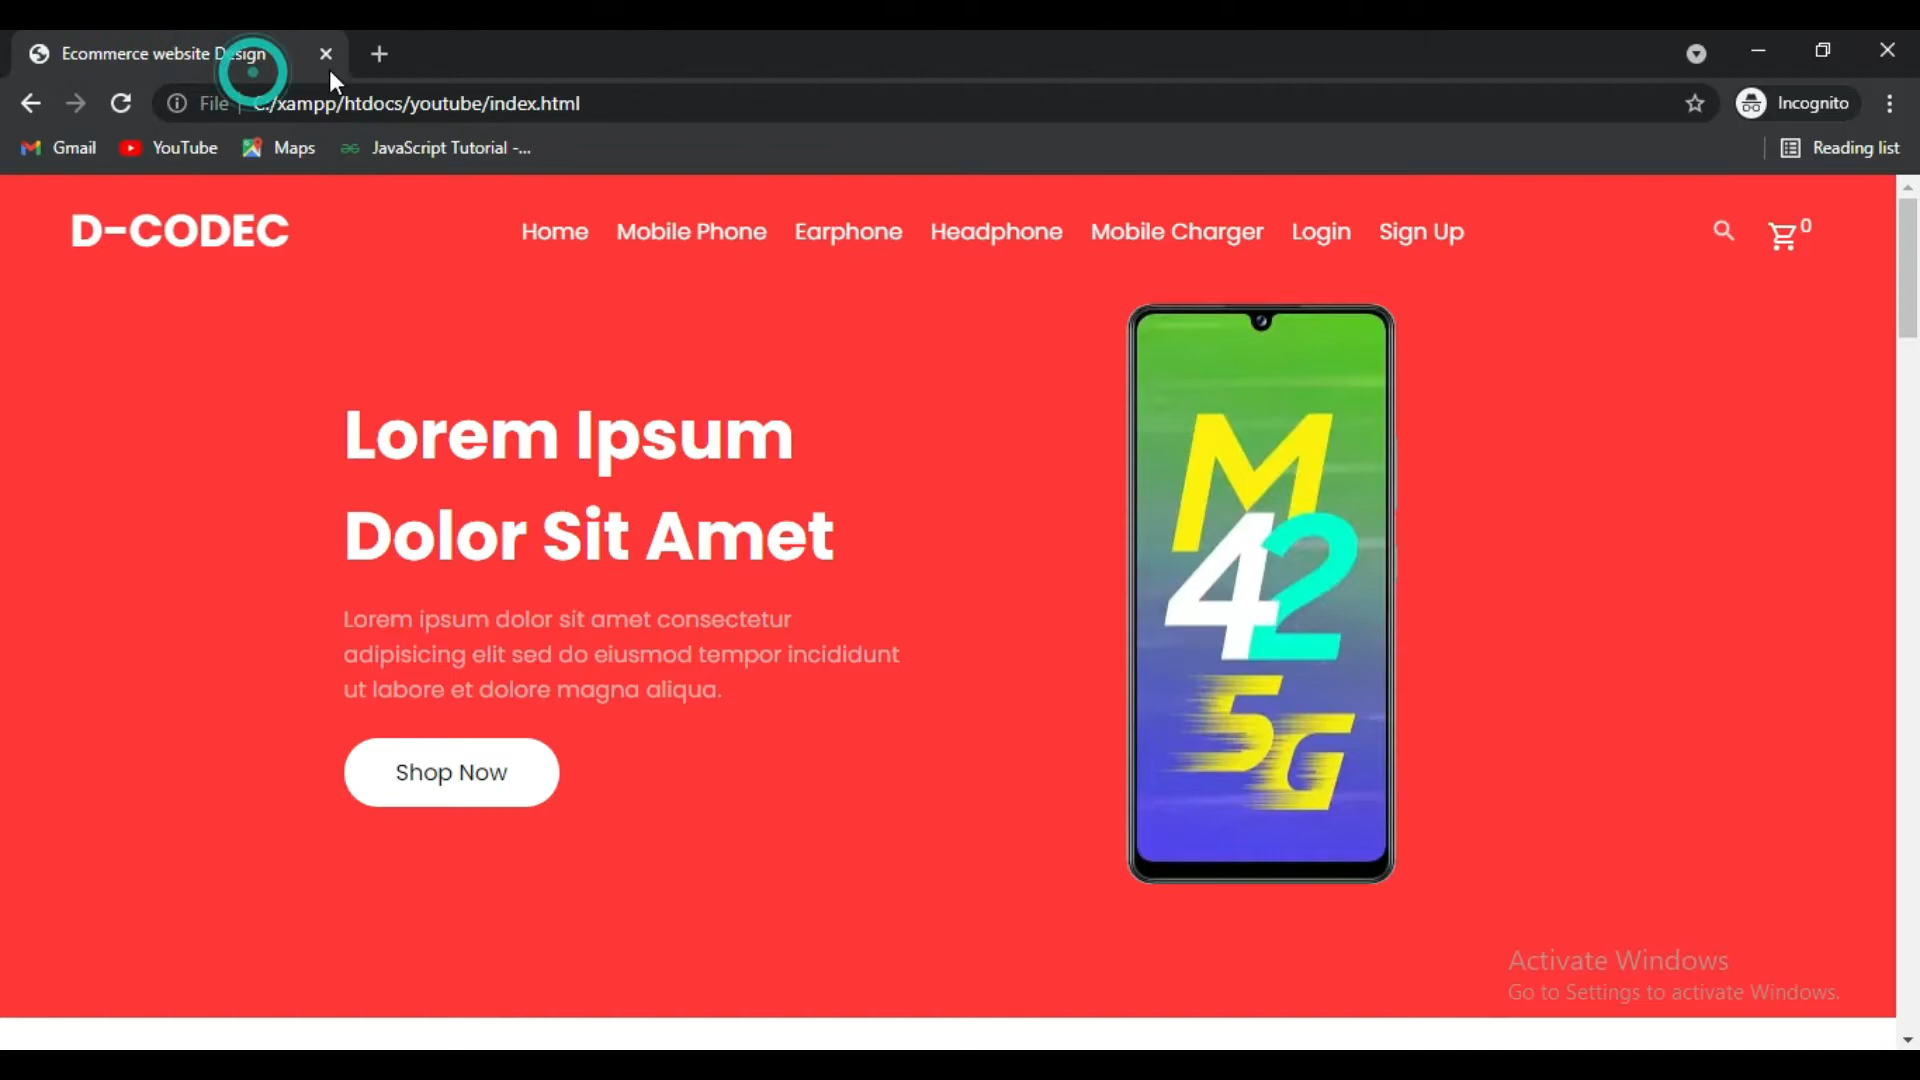 Ecommerce website Design
File
C:/xampp/htdocs/youtube/index.html
Incognito
Gmail
YouTube
Maps
JavaScript Tutorial -...
Reading list
D-CODEC
Home
Mobile Phone
Earphone
Headphone
Mobile Charger
Login
Sign Up
0
Lorem Ipsum
Dolor Sit Amet
Lorem ipsum dolor sit amet consectetur
adipisicing elit sed do eiusmod tempor incididunt
ut labore et dolore magna aliqua.
Shop Now
M
42
5G
Activate Windows
Go to Settings to activate Windows.